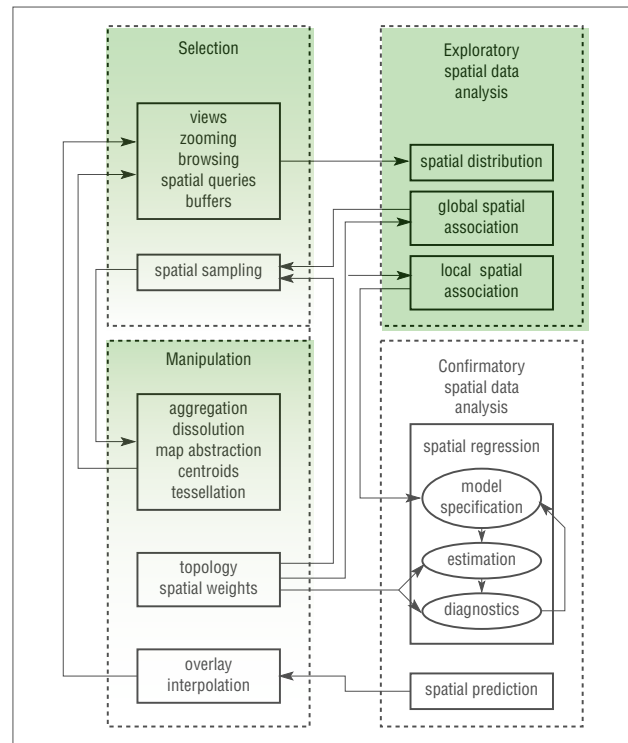 Selection
views
zooming
browsing
spatial queries
buffers
spatial sampling
Manipulation
aggregation
dissolution
map abstraction
centroids
tessellation
topology
spatial weights
overlay
interpolation
Exploratory
spatial data
analysis
spatial distribution
global spatial
association
local spatial
association
Confirmatory
spatial data
analysis
spatial regression
model
specification
estimation
diagnostics
spatial prediction